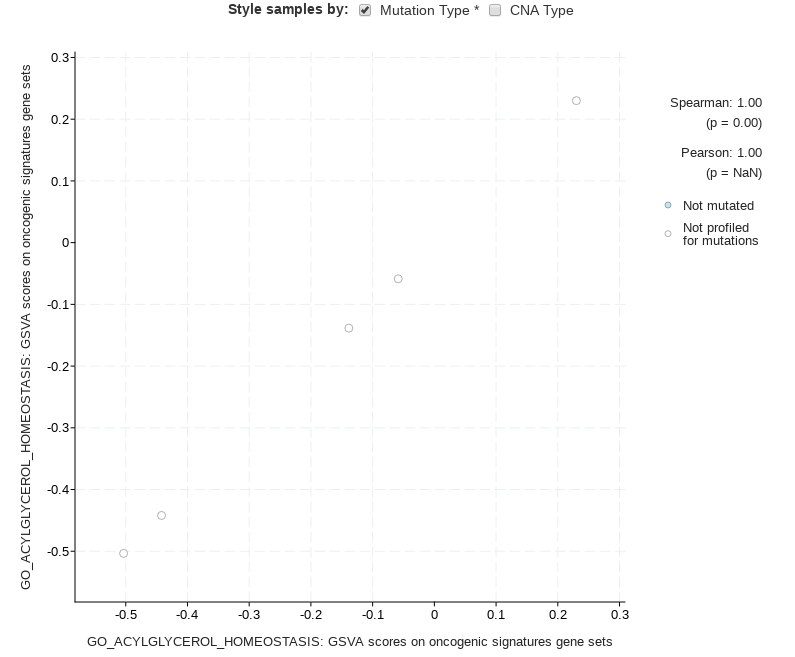 Style samples by: Mutation Type * CNA Type
GO_ACYLGLYCEROL_HOMEOSTASIS: GSVA scores on oncogenic signatures gene sets
0.3
0.2
0.1
0
-0.1
-0.2
-0.3
-0.4
-0.5
-0.5 -0.4 -0.3 -0.2 -0.1 0 0.1 0.2 0.3
GO_ACYLGLYCEROL_HOMEOSTASIS: GSVA scores on oncogenic signatures gene sets
Spearman: 1.00
(p = 0.00)
Pearson: 1.00
(p = NaN)
Not mutated
Not profiled
for mutations